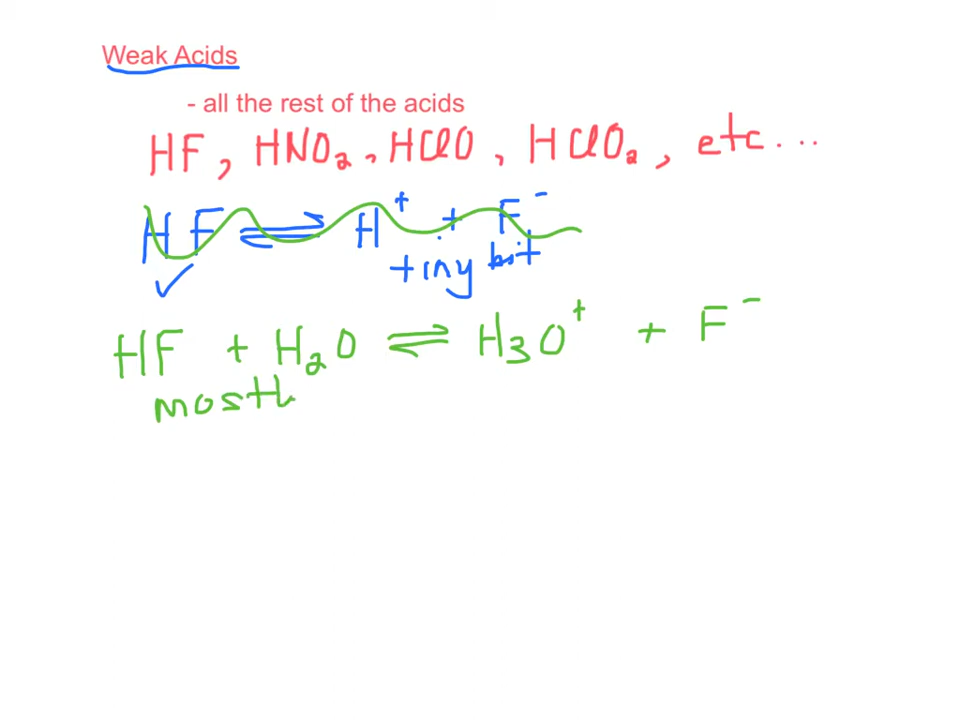 Weak Acids
- all the rest of the acids
HF, HNO₂, HClO, HClO₂, etc...
HF ⇌ H⁺ + F⁻
✓ tiny bit
HF + H₂O ⇌ H₃O⁺ + F⁻
mostl